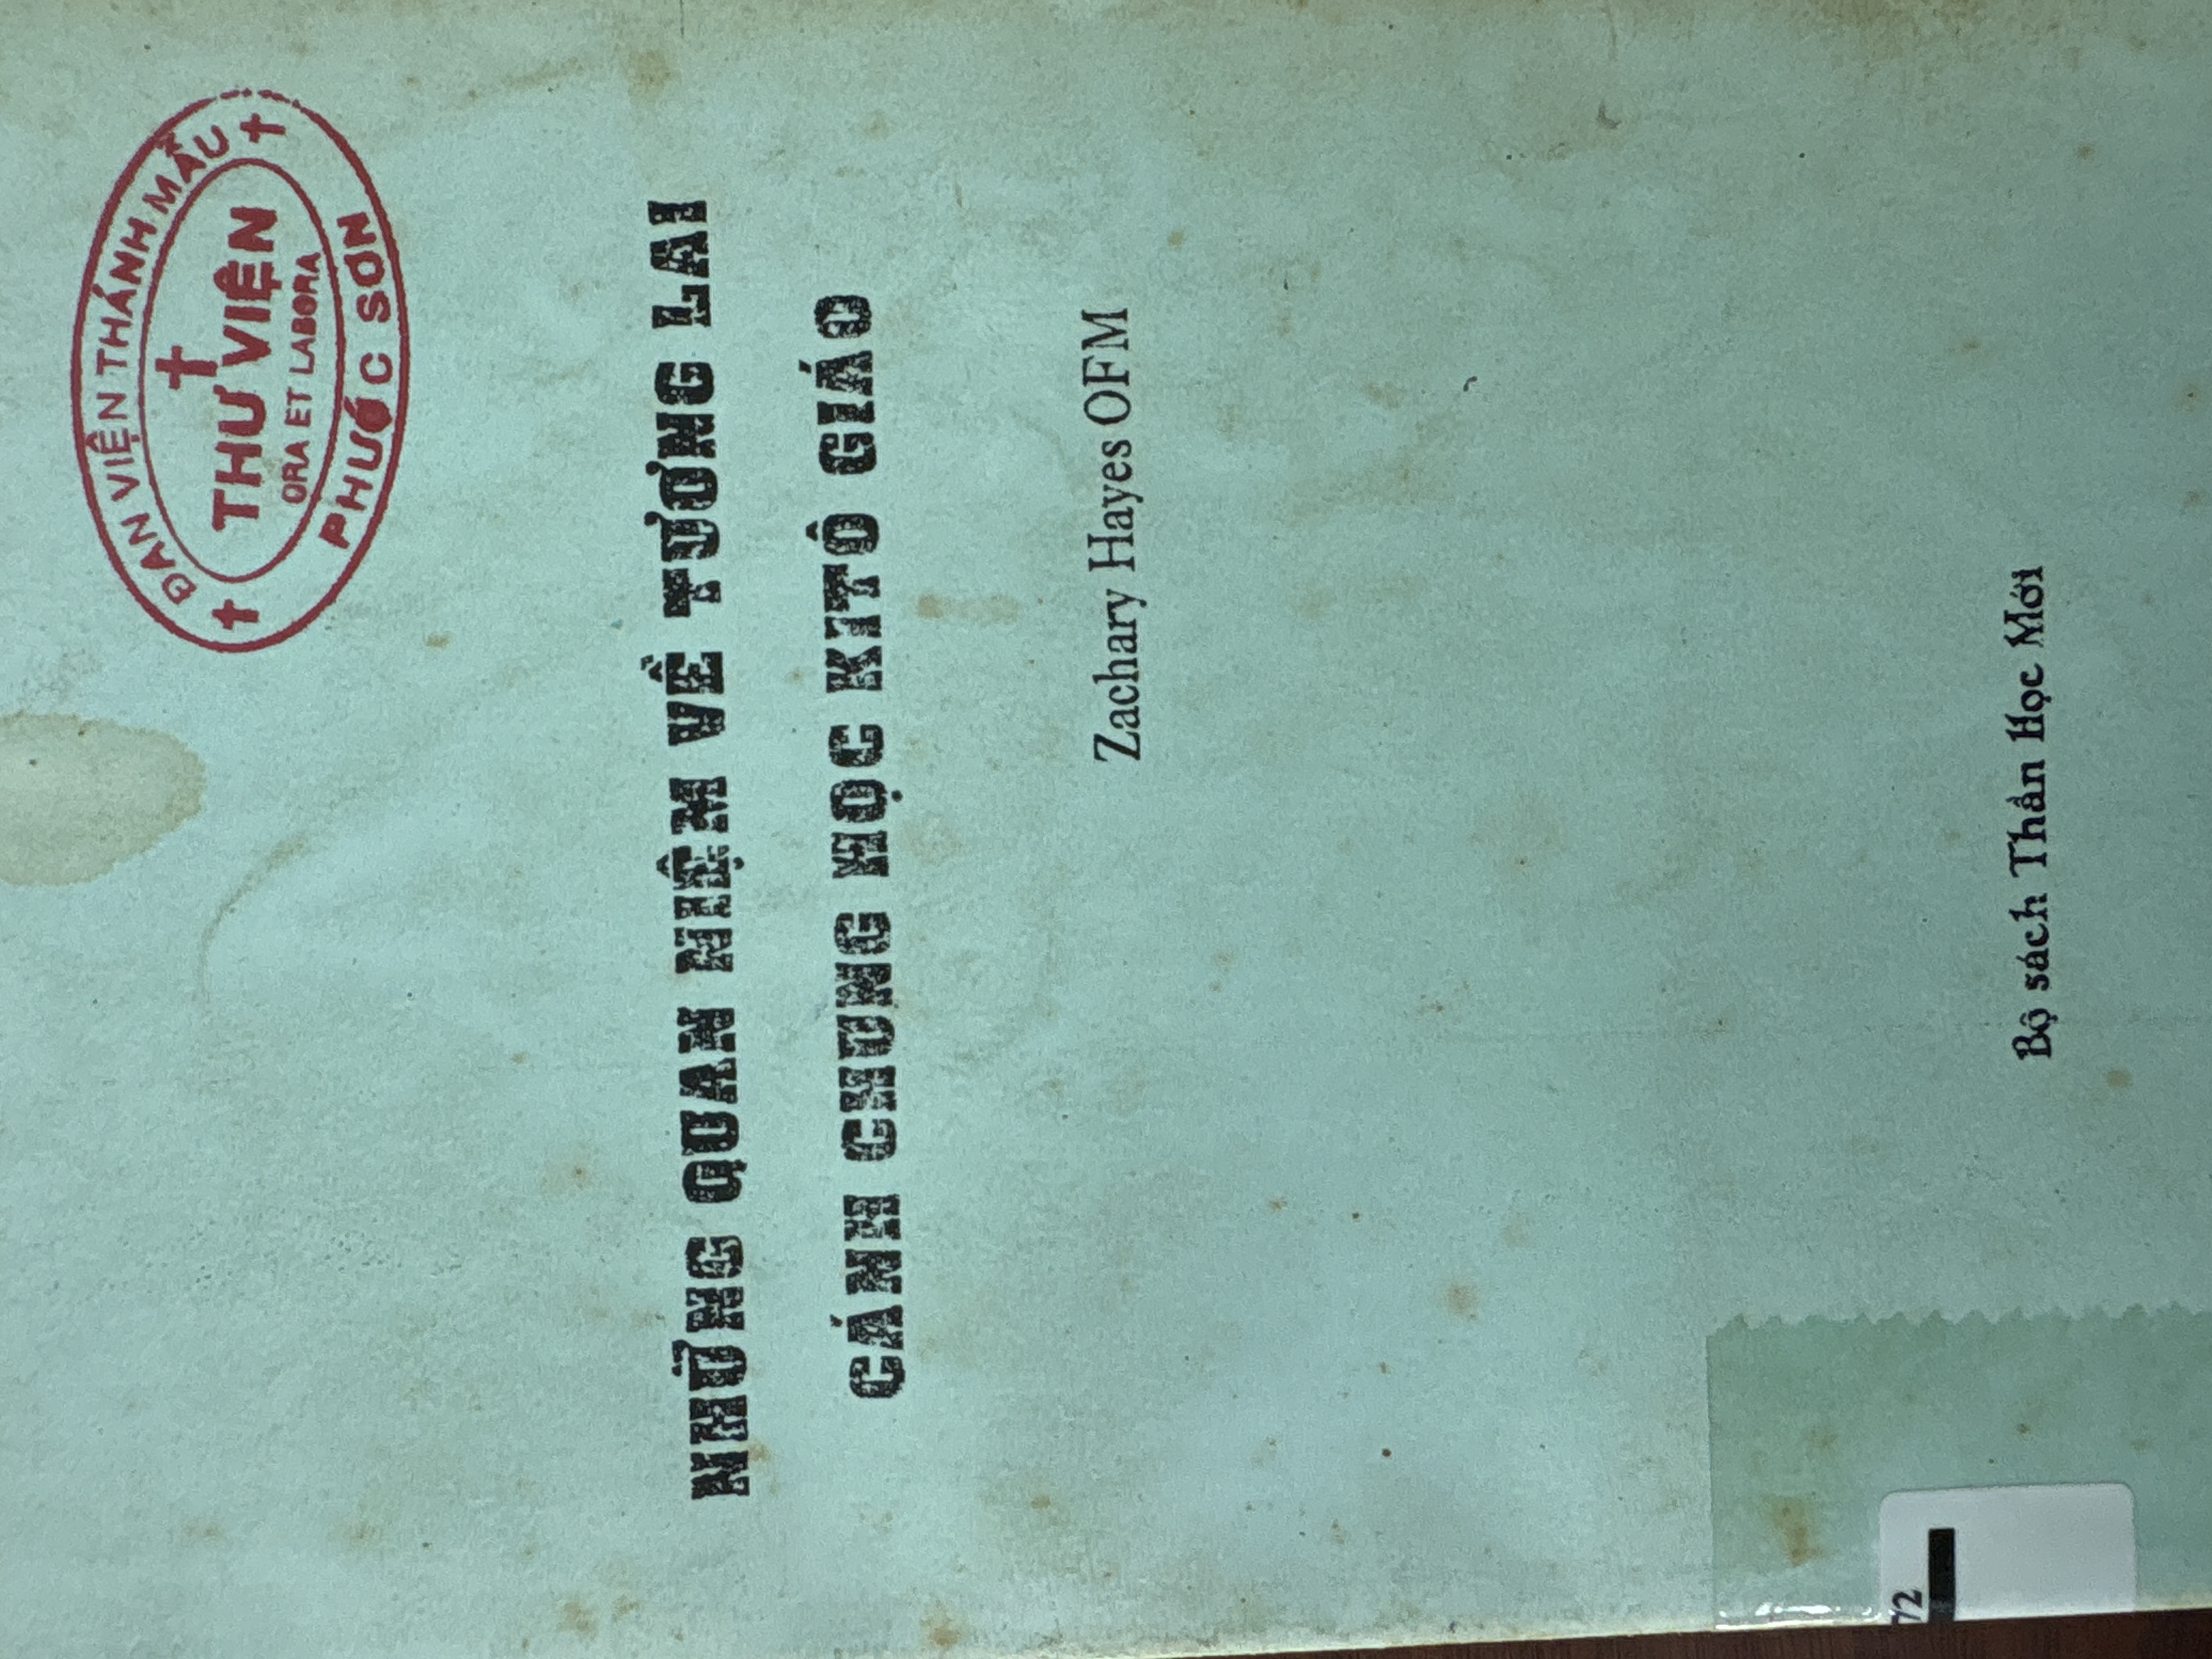 ĐAN VIỆN THÁNH MẪU
THƯ VIỆN
ORA ET LABORA
PHƯỚC SƠN
NHỮNG QUAN NIỆM VỀ TƯƠNG LAI
CÁNH CHUNG HỌC KITÔ GIÁO
Zachary Hayes OFM
Bộ sách Thần Học Mới